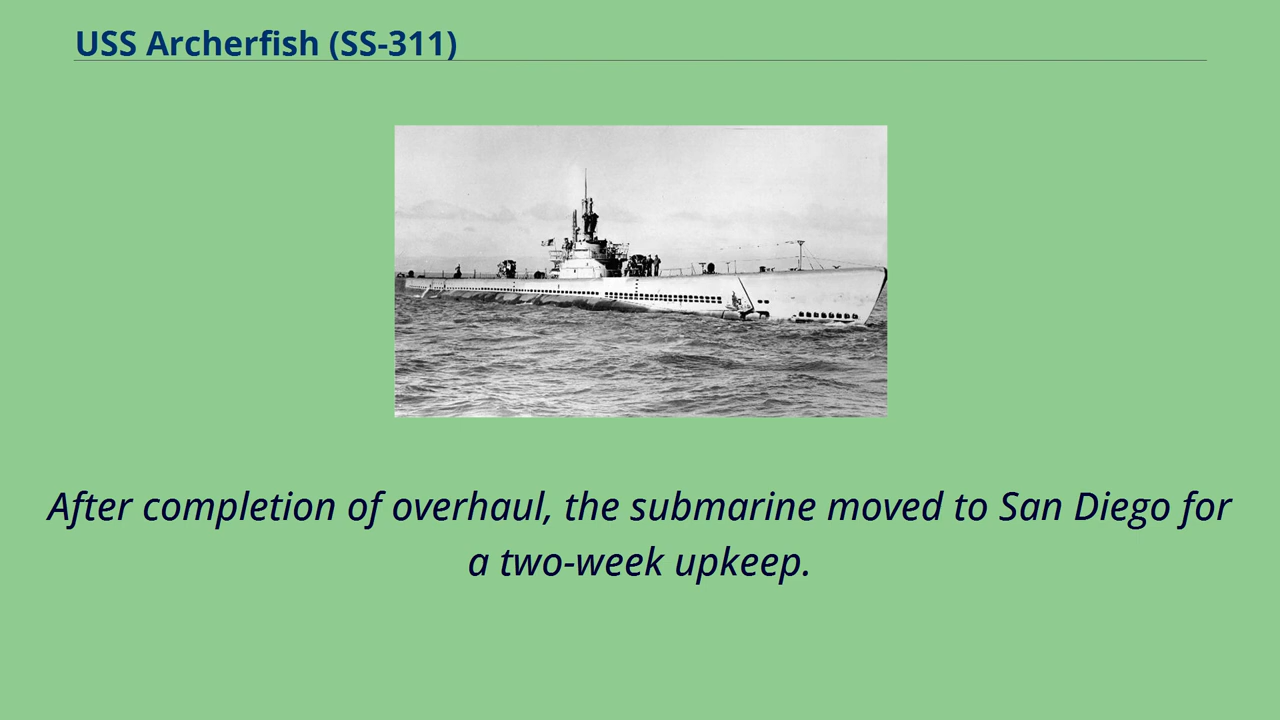 USS Archerfish (SS-311)
After completion of overhaul, the submarine moved to San Diego for
a two-week upkeep.